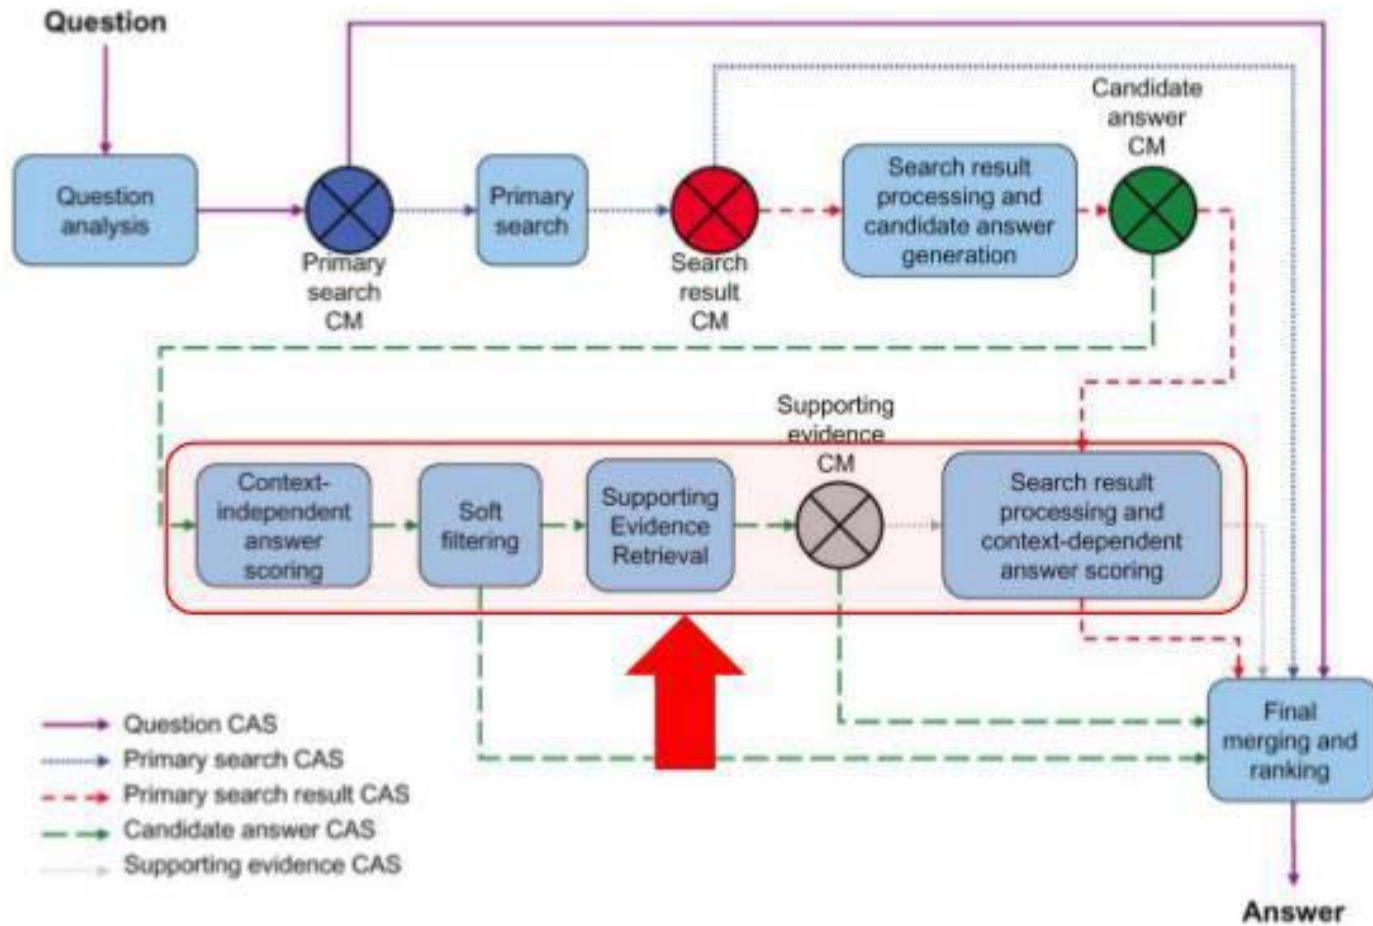 Question
Question
analysis
Primary
search
CM
Primary
search
Search
result
CM
Search result
processing and
candidate answer
generation
Candidate
answer
CM
Context-
independent
answer
scoring
Soft
filtering
Supporting
Evidence
Retrieval
Supporting
evidence
CM
Search result
processing and
context-dependent
answer scoring
Final
merging and
ranking
Answer
Question CAS
Primary search CAS
Primary search result CAS
Candidate answer CAS
Supporting evidence CAS